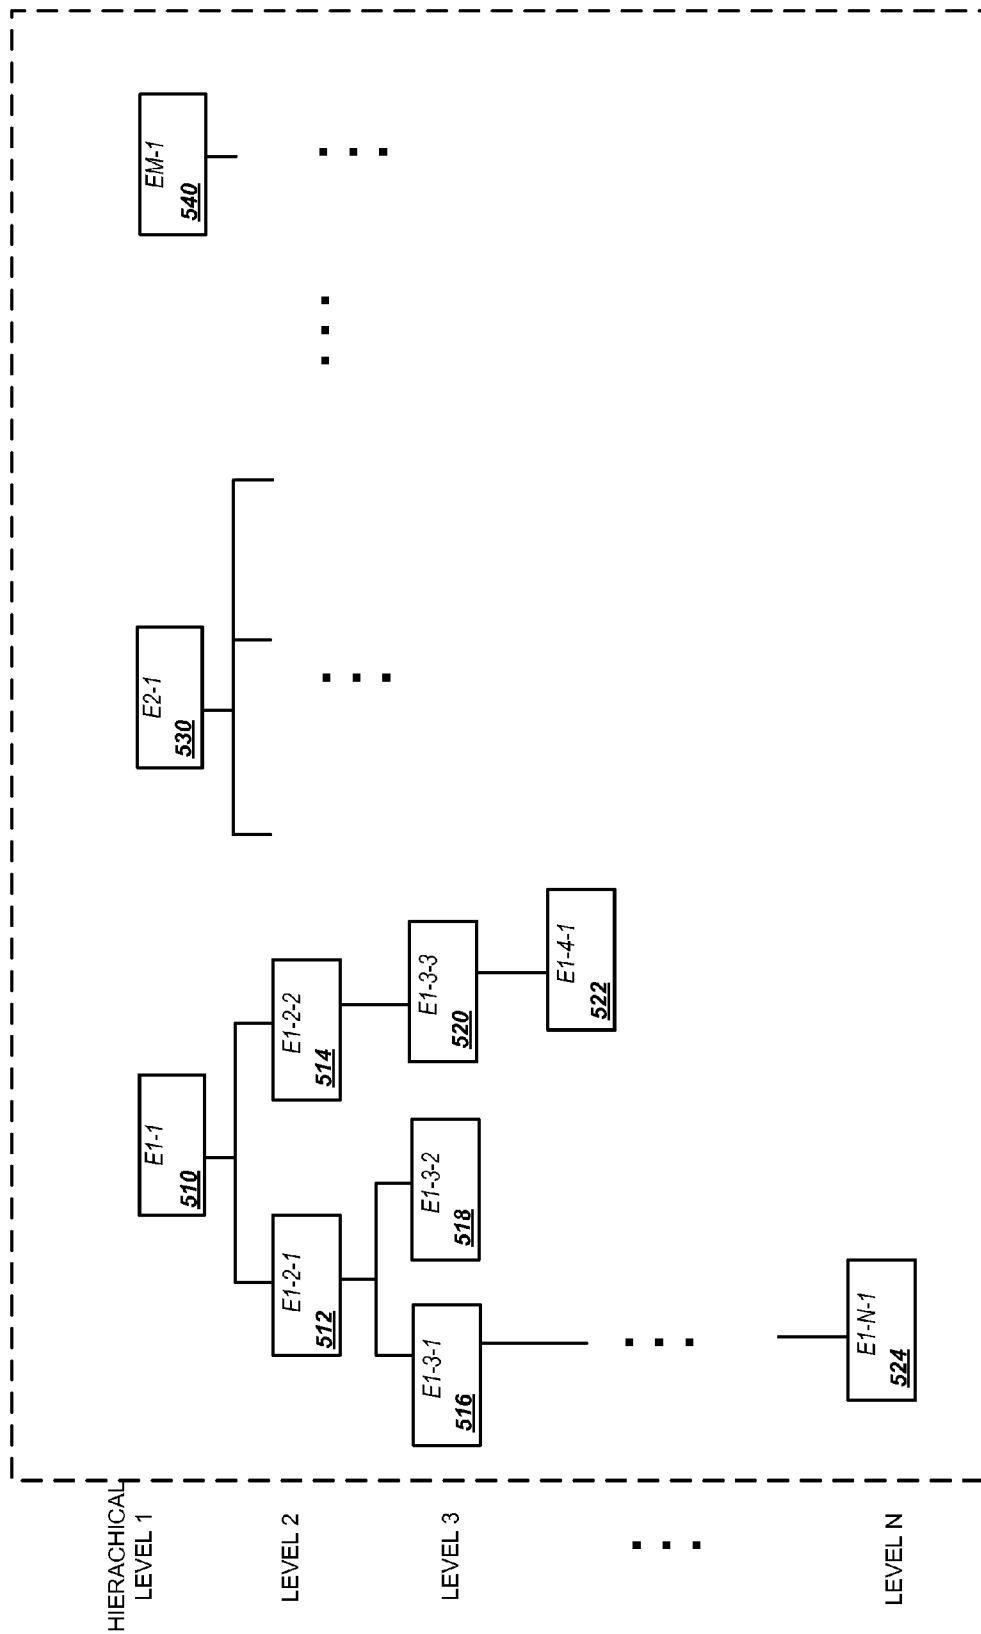 HIERACHICAL
LEVEL 1
E1-1
510
E2-1
530
EM-1
540
LEVEL 2
E1-2-1
512
E1-2-2
514
LEVEL 3
E1-3-1
516
E1-3-2
518
E1-3-3
520
E1-4-1
522
LEVEL N
E1-N-1
524